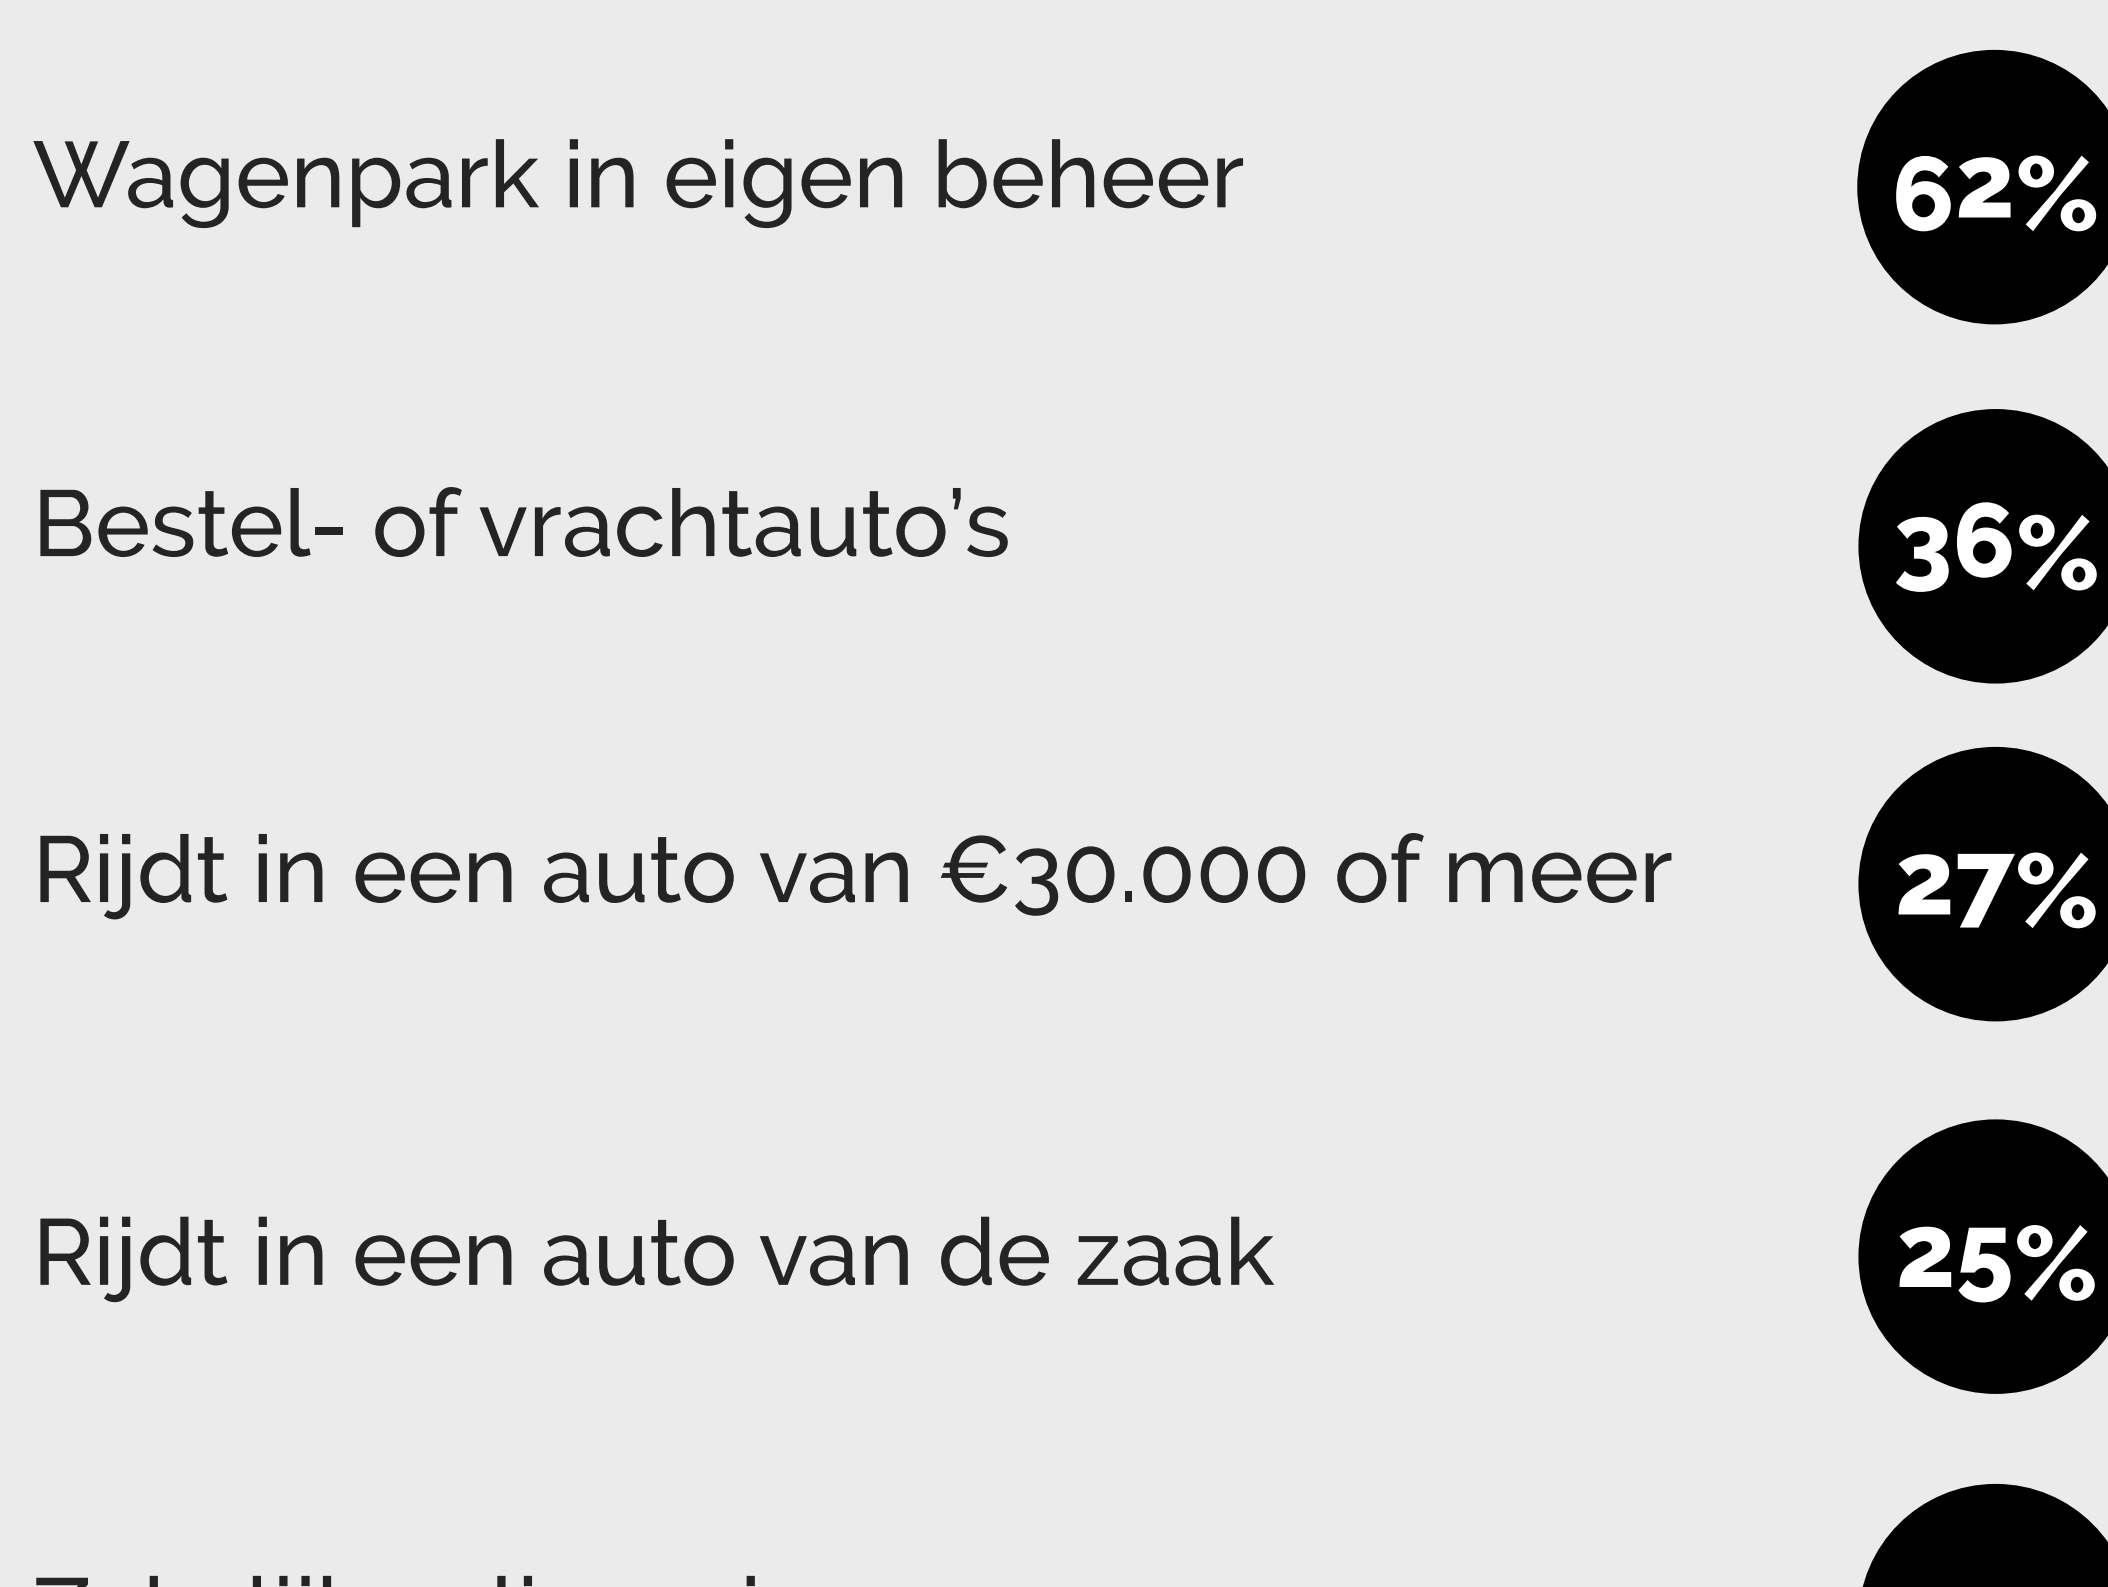 Wagenpark in eigen beheer
62%
Bestel- of vrachtauto’s
36%
Rijdt in een auto van €30.000 of meer
27%
Rijdt in een auto van de zaak
25%